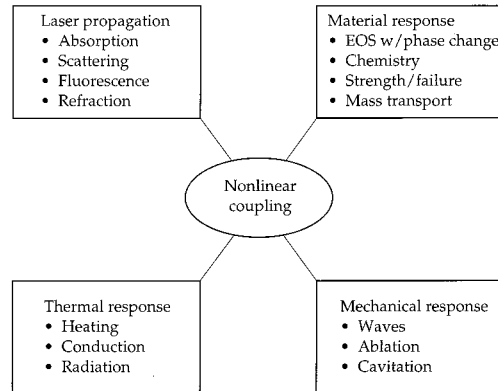 Laser propagation
• Absorption
• Scattering
• Fluorescence
• Refraction
Material response
• EOS w/phase change
• Chemistry
• Strength/failure
• Mass transport
Nonlinear
coupling
Thermal response
• Heating
• Conduction
• Radiation
Mechanical response
• Waves
• Ablation
• Cavitation